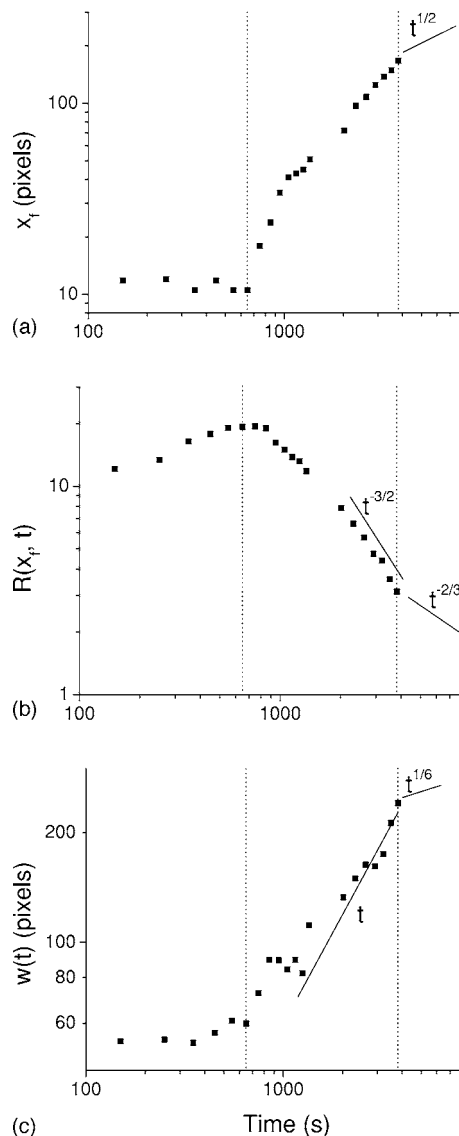 t^{1/2}
100
x_f (pixels)
10
(a)
100
1000
t^{-3/2}
10
R(x_f, t)
t^{-2/3}
1
(b)
100
1000
t^{1/6}
200
w(t) (pixels)
t
100
80
60
100
1000
(c)
Time (s)